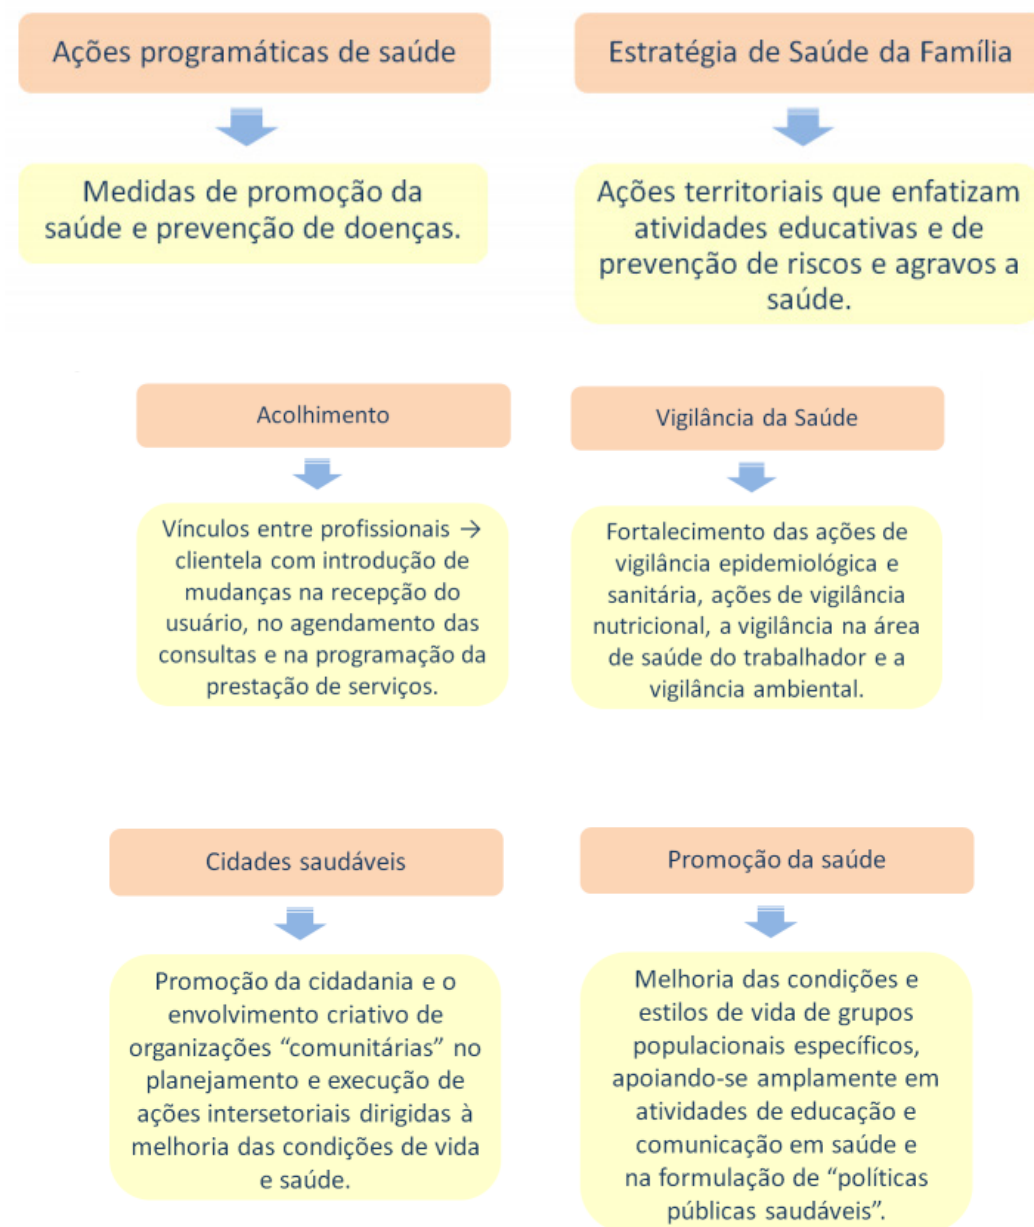 Ações programáticas de saúde
Medidas de promoção da
saúde e prevenção de doenças.
Estratégia de Saúde da Família
Ações territoriais que enfatizam
atividades educativas e de
prevenção de riscos e agravos a
saúde.
Acolhimento
Vínculos entre profissionais →
clientela com introdução de
mudanças na recepção do
usuário, no agendamento das
consultas e na programação da
prestação de serviços.
Vigilância da Saúde
Fortalecimento das ações de
vigilância epidemiológica e
sanitária, ações de vigilância
nutricional, a vigilância na área
de saúde do trabalhador e a
vigilância ambiental.
Cidades saudáveis
Promoção da cidadania e o
envolvimento criativo de
organizações “comunitárias” no
planejamento e execução de
ações intersetoriais dirigidas à
melhoria das condições de vida
e saúde.
Promoção da saúde
Melhoria das condições e
estilos de vida de grupos
populacionais específicos,
apoiando-se amplamente em
atividades de educação e
comunicação em saúde e
na formulação de “políticas
públicas saudáveis”.